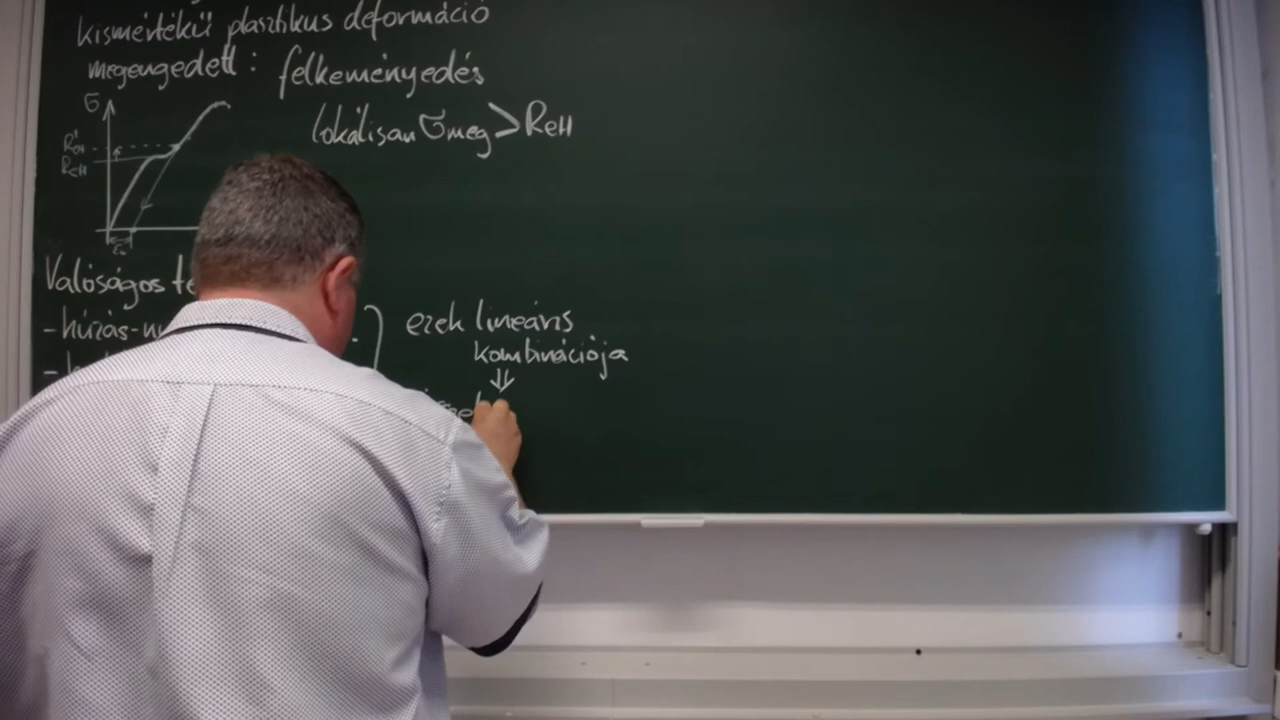 kismértékű plasztikus deformáció
megengedett: felkeményedés
lokálisan σmeg > ReH
σ
R'eH
ReH
Valóságos te
- húzás-
ezek lineáris
kombinációja
⇓